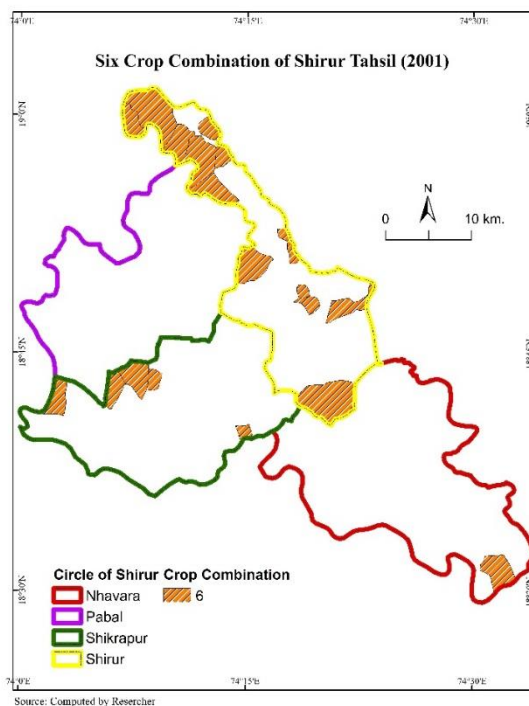 74°0'E 74°15'E 74°30'E
Six Crop Combination of Shirur Tahsil (2001)
19°0'N
N
0 10 km.
18°30'N
Circle of Shirur Crop Combination
Nhavara 6
Pabal
Shikrapur
Shirur
74°0'E 74°15'E 74°30'E
Source: Computed by Resercher